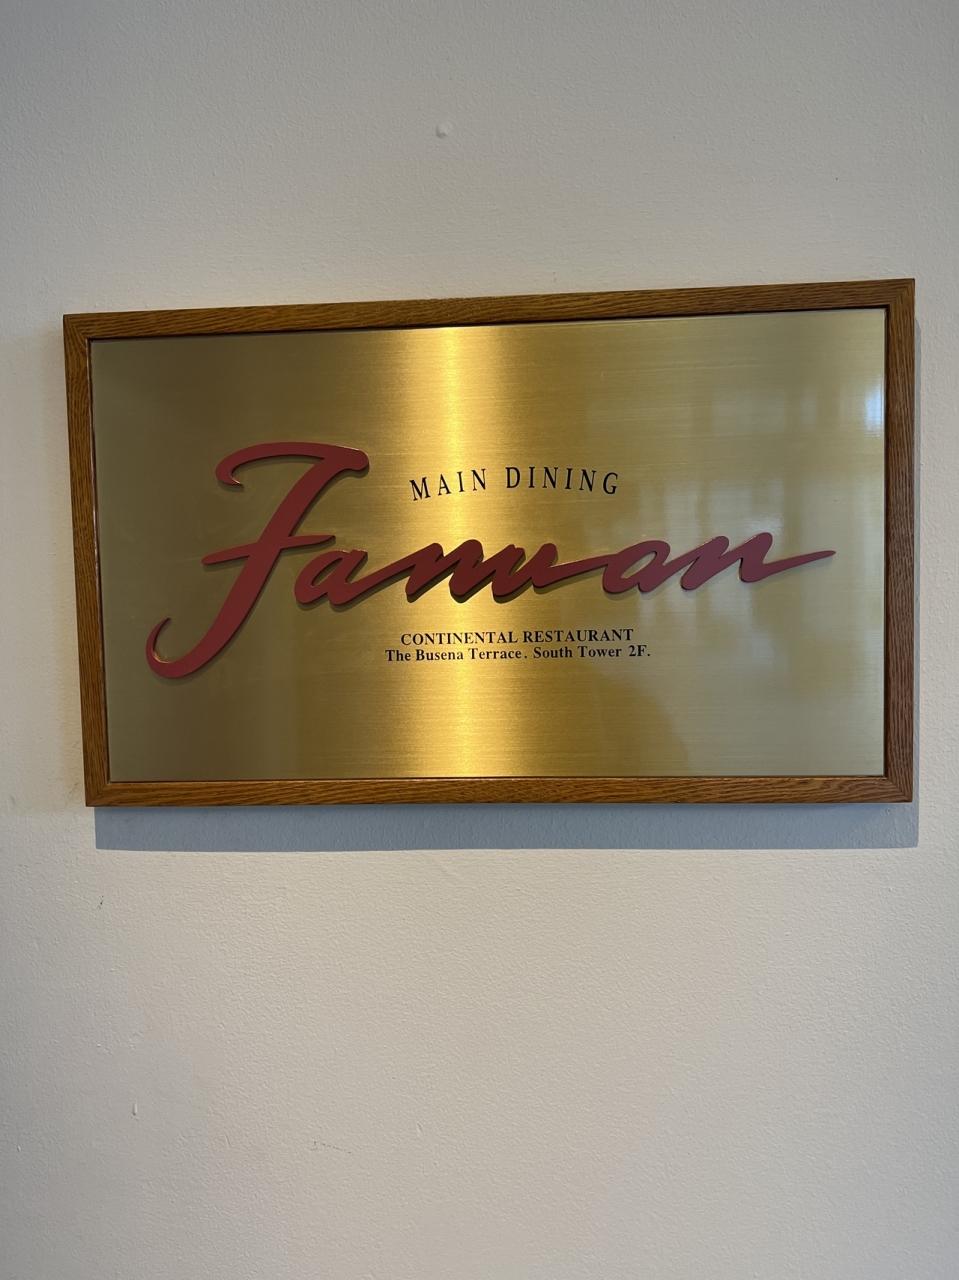 MAIN DINING
Fanuan
CONTINENTAL RESTAURANT
The Busena Terrace. South Tower 2F.